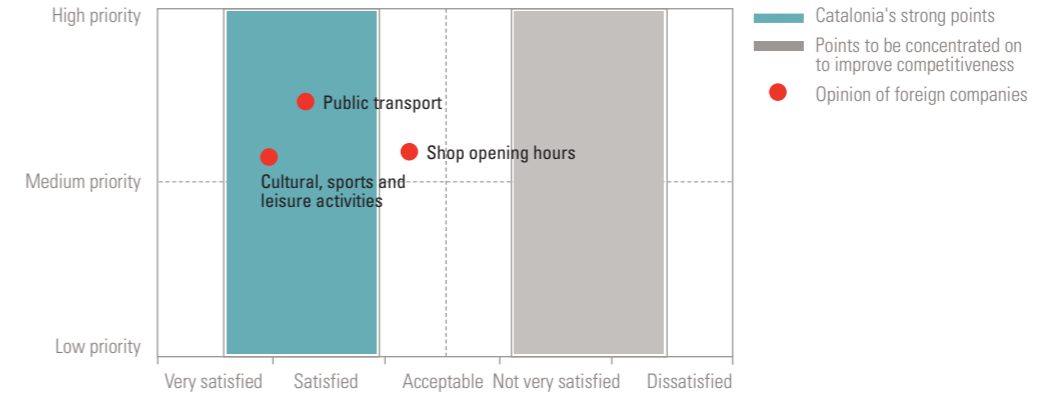 High priority
Catalonia's strong points
Points to be concentrated on
to improve competitiveness
Opinion of foreign companies
Public transport
Shop opening hours
Medium priority
Cultural, sports and
leisure activities
Low priority
Very satisfied
Satisfied
Acceptable
Not very satisfied
Dissatisfied